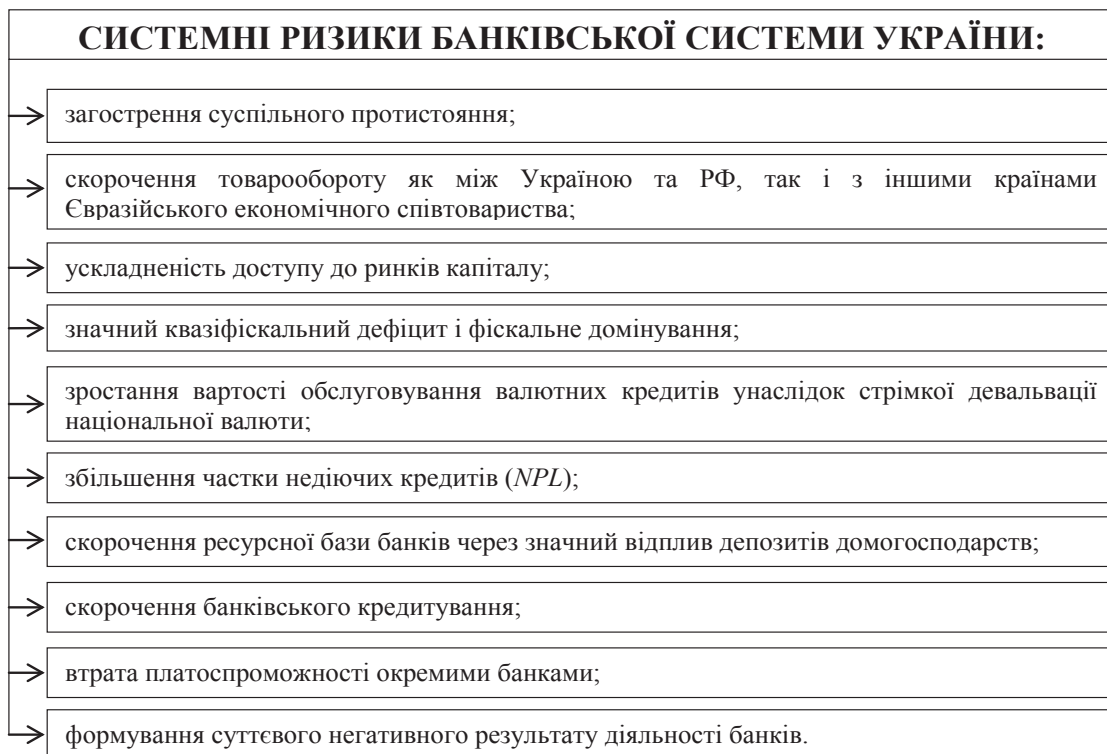 СИСТЕМНІ РИЗИКИ БАНКІВСЬКОЇ СИСТЕМИ УКРАЇНИ:
загострення суспільного протистояння;
скорочення товарообороту як між Україною та РФ, так і з іншими країнами
Євразійського економічного співтовариства;
ускладненість доступу до ринків капіталу;
значний квазіфіскальний дефіцит і фіскальне домінування;
зростання вартості обслуговування валютних кредитів унаслідок стрімкої девальвації
національної валюти;
збільшення частки недіючих кредитів (NPL);
скорочення ресурсної бази банків через значний відплив депозитів домогосподарств;
скорочення банківського кредитування;
втрата платоспроможності окремими банками;
формування суттєвого негативного результату діяльності банків.